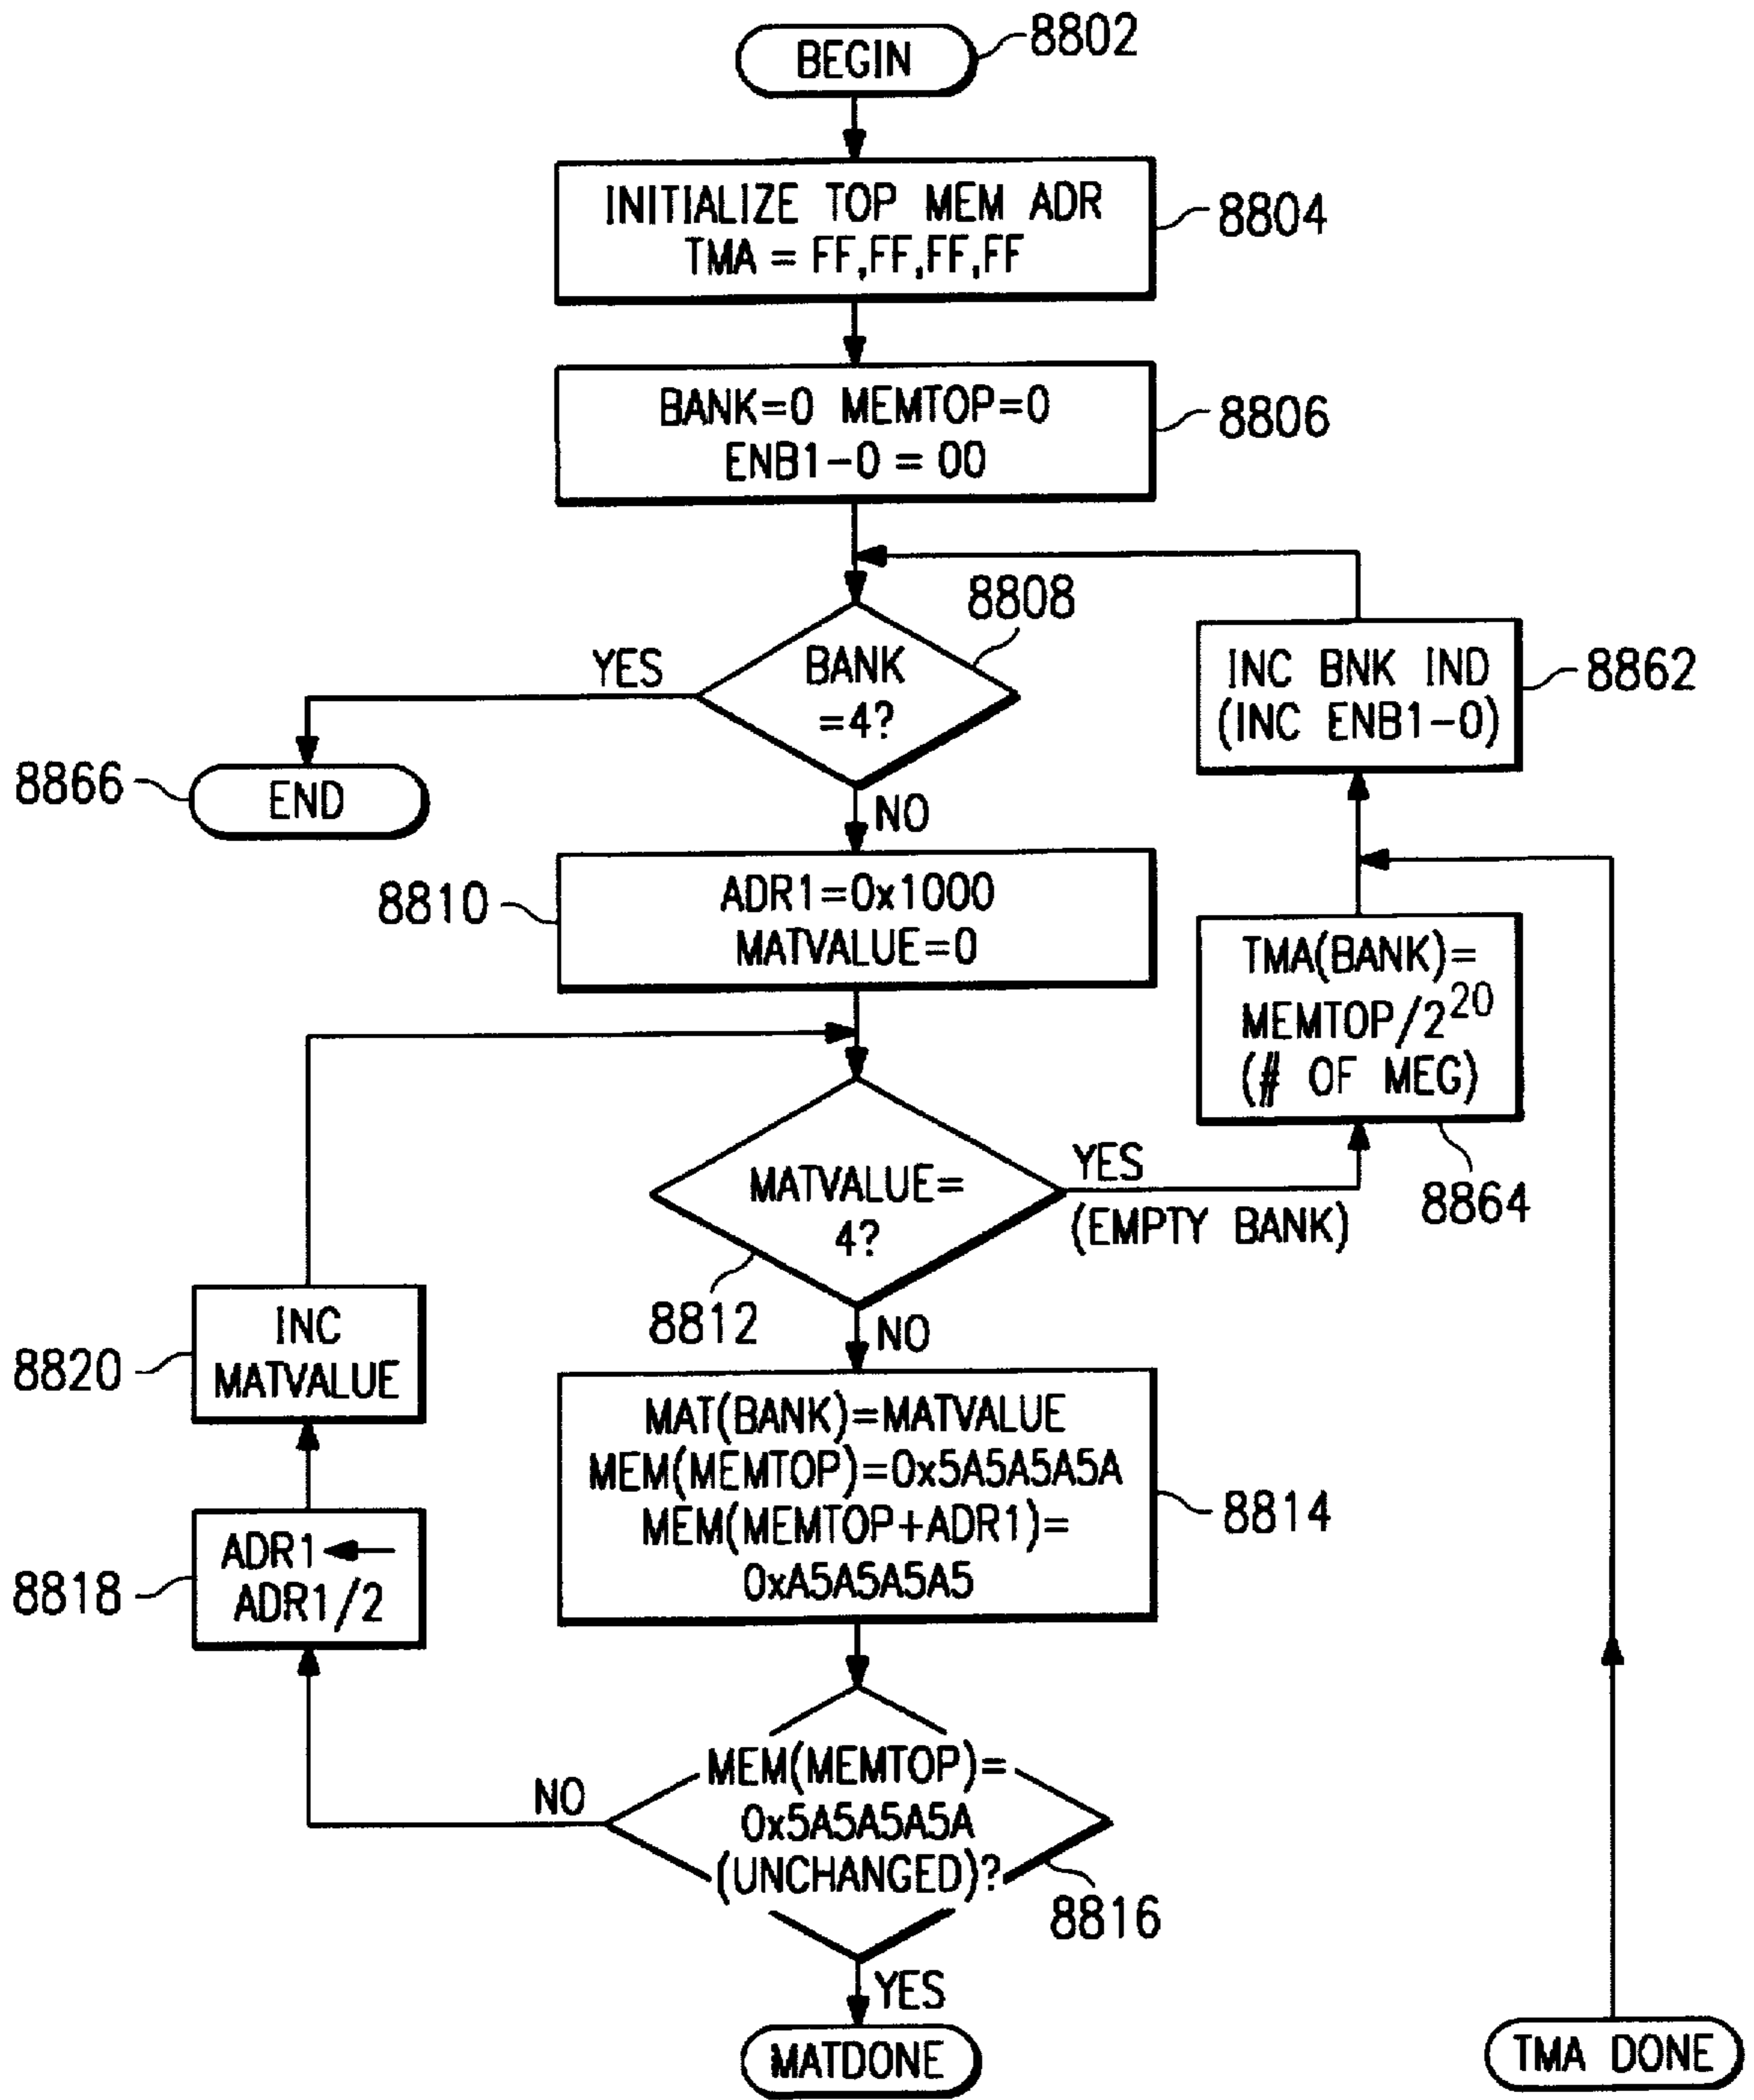 BEGIN
8802
INITIALIZE TOP MEM ADR
TMA = FF,FF,FF,FF
8804
BANK=0 MEMTOP=0
ENB1-0 = 00
8806
8808
BANK
=4?
YES
NO
8866
END
INC BNK IND
(INC ENB1-0)
8862
8810
ADR1=0x1000
MATVALUE=0
TMA(BANK)=
MEMTOP/2^20
(# OF MEG)
8864
MATVALUE=
4?
YES
(EMPTY BANK)
8812
NO
8820
INC
MATVALUE
MAT(BANK)=MATVALUE
MEM(MEMTOP)=0x5A5A5A5A
MEM(MEMTOP+ADR1)=
0xA5A5A5A5
8814
8818
ADR1←
ADR1/2
NO
MEM(MEMTOP)=
0x5A5A5A5A
(UNCHANGED)?
8816
YES
MATDONE
TMA DONE